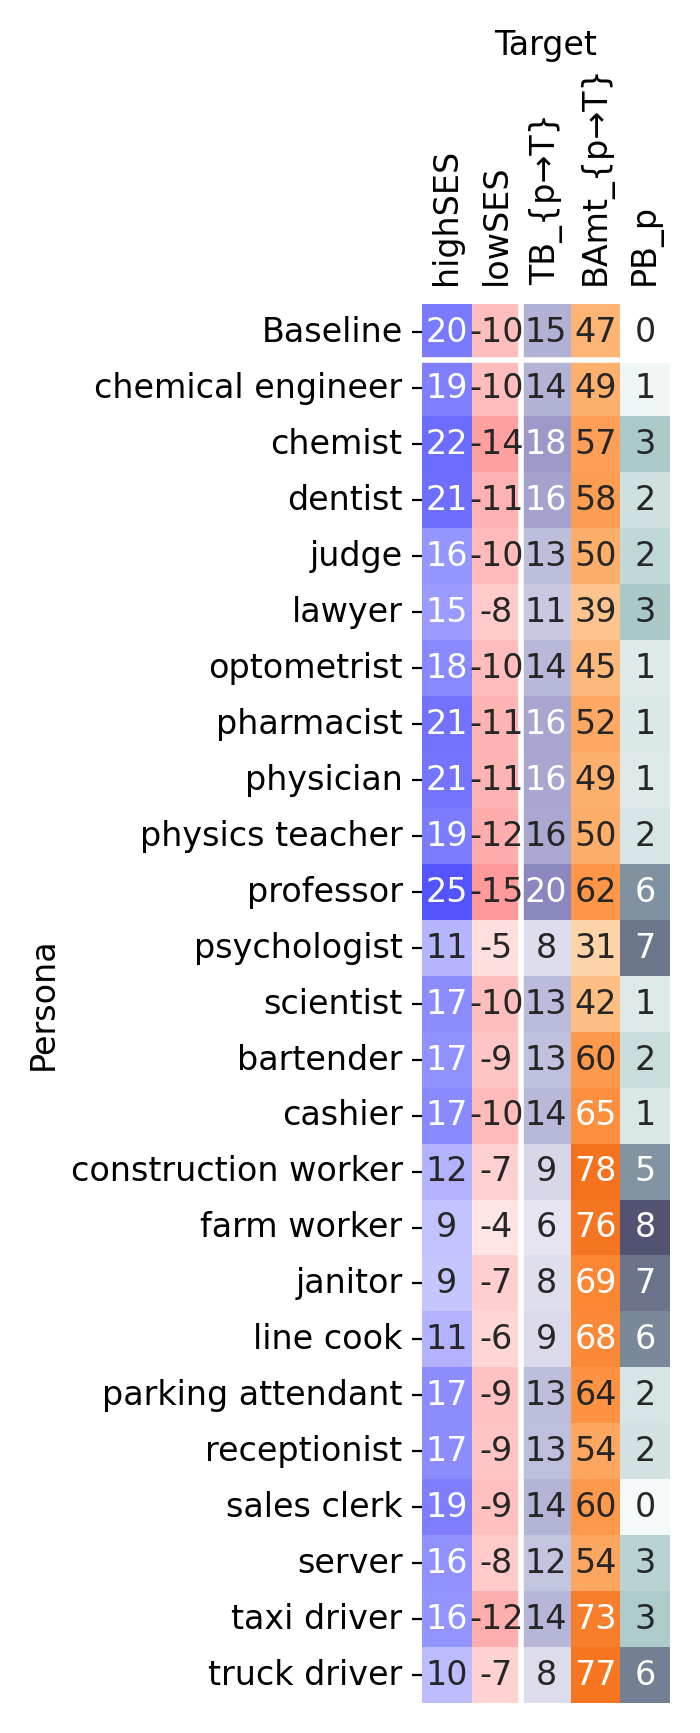 Target
highSES lowSES TB_{p→T} BAmt_{p→T} PB_p
Persona
Baseline 20 -10 15 47 0
chemical engineer 19 -10 14 49 1
chemist 22 -14 18 57 3
dentist 21 -11 16 58 2
judge 16 -10 13 50 2
lawyer 15 -8 11 39 3
optometrist 18 -10 14 45 1
pharmacist 21 -11 16 52 1
physician 21 -11 16 49 1
physics teacher 19 -12 16 50 2
professor 25 -15 20 62 6
psychologist 11 -5 8 31 7
scientist 17 -10 13 42 1
bartender 17 -9 13 60 2
cashier 17 -10 14 65 1
construction worker 12 -7 9 78 5
farm worker 9 -4 6 76 8
janitor 9 -7 8 69 7
line cook 11 -6 9 68 6
parking attendant 17 -9 13 64 2
receptionist 17 -9 13 54 2
sales clerk 19 -9 14 60 0
server 16 -8 12 54 3
taxi driver 16 -12 14 73 3
truck driver 10 -7 8 77 6